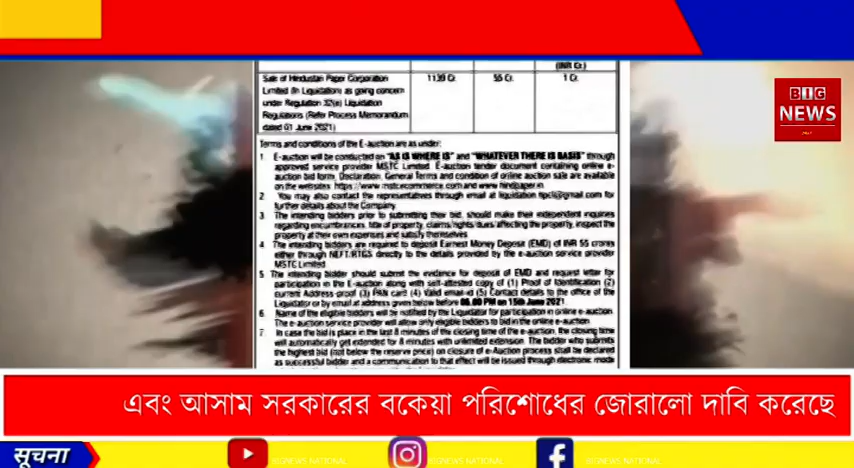 (INR Cr.)
Sale of Hindustan Paper Corporation 1139 Cr. 55 Cr. 1 Cr.
Limited (In Liquidation) as going concern
under Regulation 32(e) Liquidation
Regulations (Refer Process Memorandum
dated 01 June 2021)
Terms and conditions of the E-auction are as under:
1. E-auction will be conducted on "AS IS WHERE IS" and "WHATEVER THERE IS BASIS" through
approved service provider MSTC Limited. E-auction tender document containing online e-
auction bid form, Declaration, General Terms and condition of online auction sale are available
on the websites: https://www.mstcecommerce.com and www.hindpaper.in
2. You may also contact the representatives through email at liquidation.hpcl@gmail.com for
further details about the Company.
3. The intending bidders prior to submitting their bid, should make their independent inquiries
regarding encumbrances, title of property, claims/rights/dues affecting the property, inspect the
property at their own expenses and satisfy themselves.
4. The intending bidders are required to deposit Earnest Money Deposit (EMD) of INR 55 crores
either through NEFT/RTGS directly to the details provided by the e-auction service provider
MSTC Limited.
5. The intending bidder should submit the evidence for deposit of EMD and request letter for
participation in the E-auction along with self-attested copy of (1) Proof of Identification (2)
current Address-proof (3) PAN card (4) Valid email-id (5) Contact details to the office of the
Liquidator or by email at address given below before 06.00 PM on 15th June 2021.
6. Name of the eligible bidders will be notified by the Liquidator for participation in online e-auction.
The e-auction service provider will allow only eligible bidders to bid in the online e-auction.
7. In case the bid is place in the last 8 minutes of the closing time of the e-auction, the closing time
will automatically get extended for 8 minutes with unlimited extension. The bidder who submits
the highest bid (not below the reserve price) on closure of e-Auction process shall be declared
as successful bidder and a communication to that effect will be issued through electronic mode
BIG
NEWS
এবং আসাম সরকারের বকেয়া পরিশোধের জোরালো দাবি করেছে
सूचना BIGNEWS NATIONAL BIGNEWS NATIONAL BIGNEWS NATIONAL